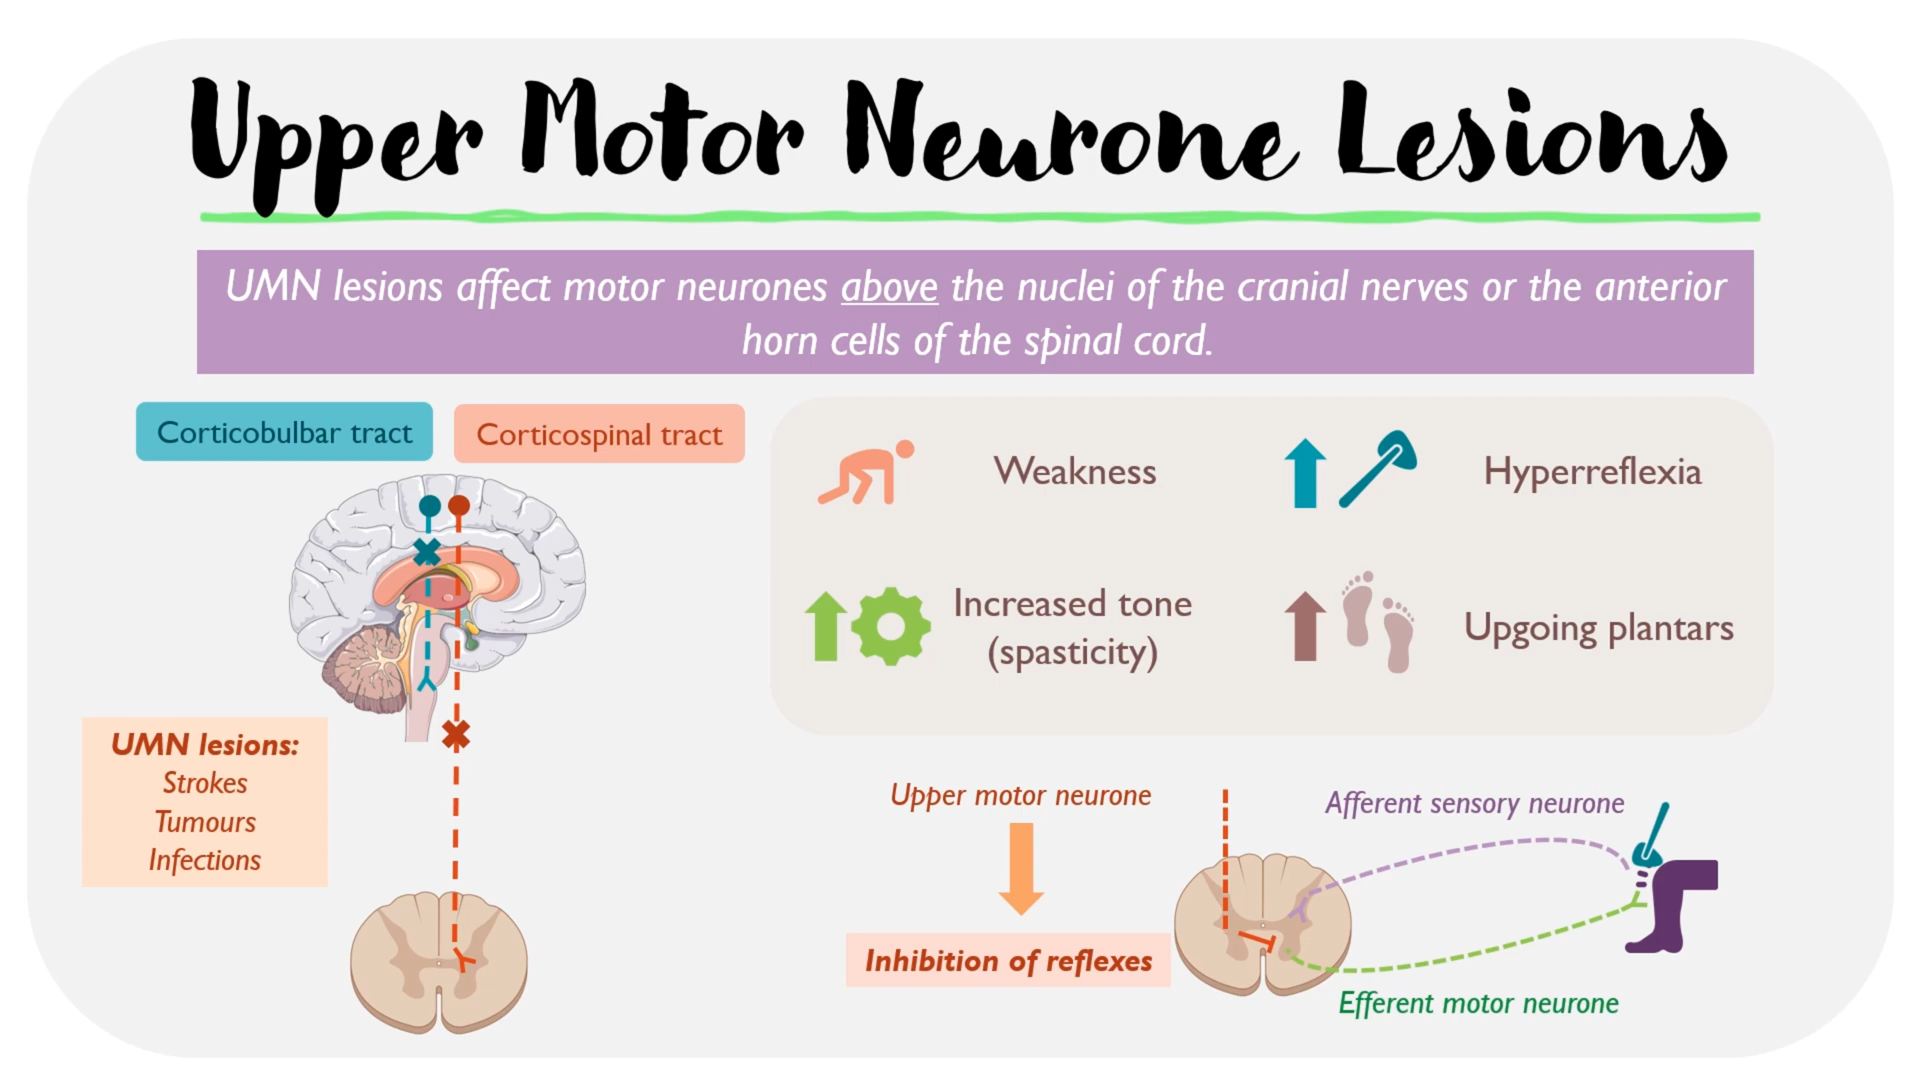 Upper Motor Neurone Lesions
UMN lesions affect motor neurones above the nuclei of the cranial nerves or the anterior
horn cells of the spinal cord.
Corticobulbar tract
Corticospinal tract
Weakness
Hyperreflexia
Increased tone
(spasticity)
Upgoing plantars
UMN lesions:
Strokes
Tumours
Infections
Upper motor neurone
Inhibition of reflexes
Afferent sensory neurone
Efferent motor neurone